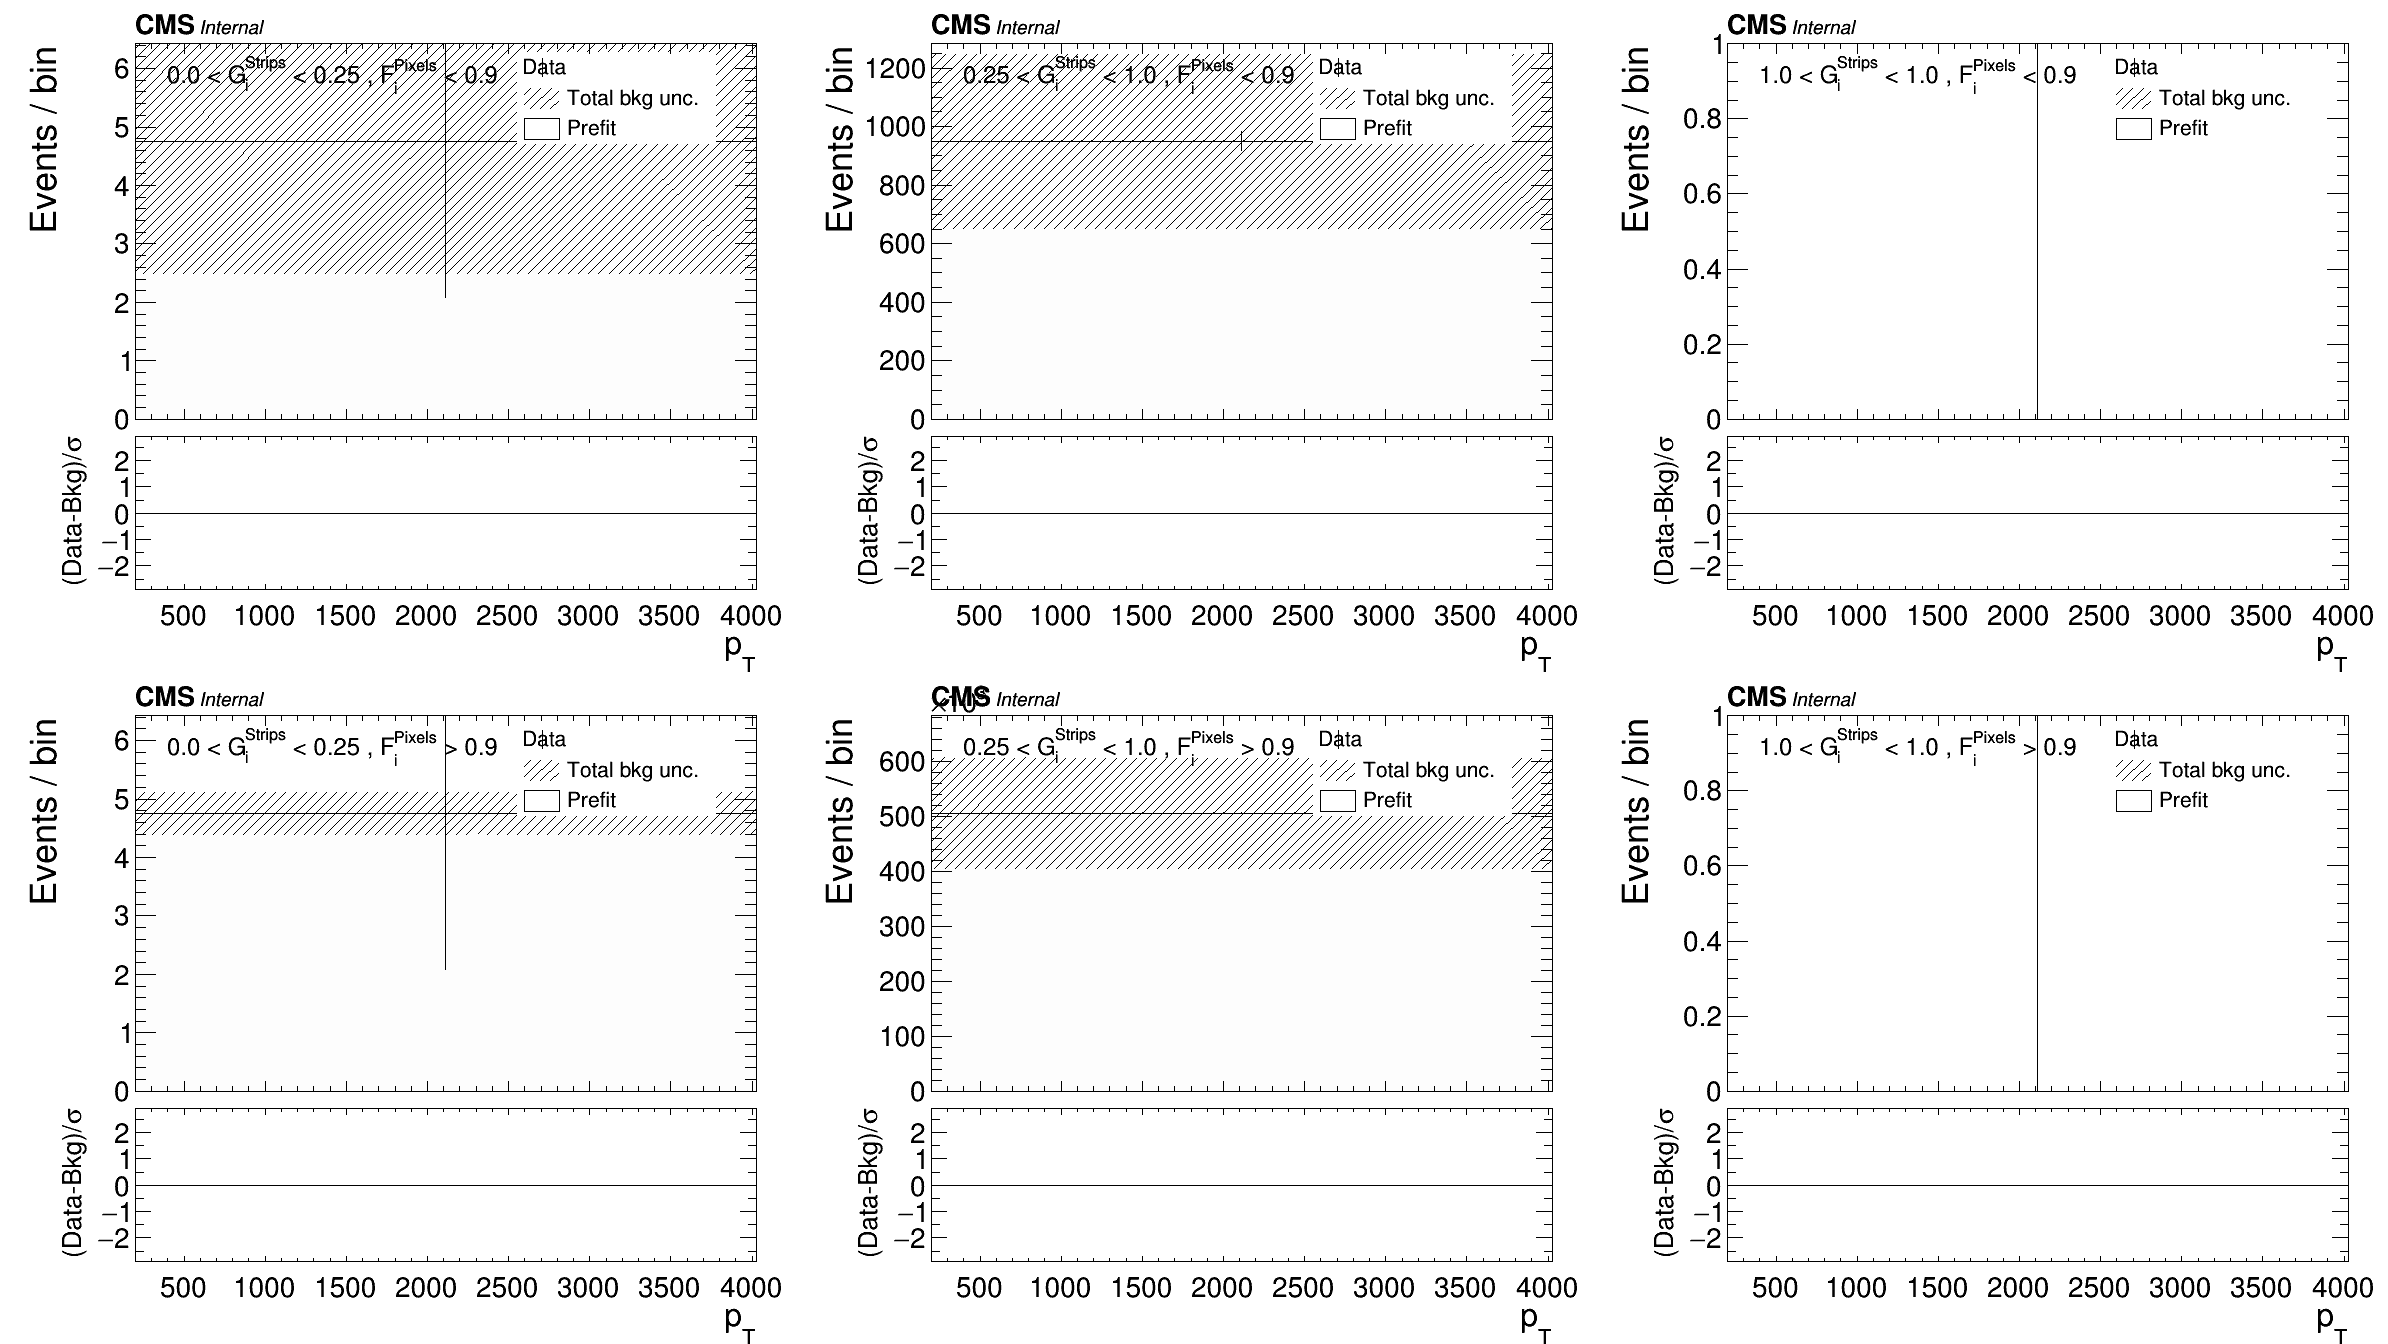 CMS Internal
Events / bin
0.0 < G_i^Strips < 0.25 , F_i^Pixels < 0.9
Data
Total bkg unc.
Prefit
6
5
4
3
2
1
0
(Data-Bkg)/σ
2
1
0
−1
−2
500 1000 1500 2000 2500 3000 3500 4000
p_T
CMS Internal
Events / bin
0.25 < G_i^Strips < 1.0 , F_i^Pixels < 0.9
Data
Total bkg unc.
Prefit
1200
1000
800
600
400
200
0
(Data-Bkg)/σ
2
1
0
−1
−2
500 1000 1500 2000 2500 3000 3500 4000
p_T
CMS Internal
Events / bin
1.0 < G_i^Strips < 1.0 , F_i^Pixels < 0.9
Data
Total bkg unc.
Prefit
1
0.8
0.6
0.4
0.2
0
(Data-Bkg)/σ
2
1
0
−1
−2
500 1000 1500 2000 2500 3000 3500 4000
p_T
CMS Internal
Events / bin
0.0 < G_i^Strips < 0.25 , F_i^Pixels > 0.9
Data
Total bkg unc.
Prefit
6
5
4
3
2
1
0
(Data-Bkg)/σ
2
1
0
−1
−2
500 1000 1500 2000 2500 3000 3500 4000
p_T
CMS Internal
Events / bin
0.25 < G_i^Strips < 1.0 , F_i^Pixels > 0.9
Data
Total bkg unc.
Prefit
600
500
400
300
200
100
0
(Data-Bkg)/σ
2
1
0
−1
−2
500 1000 1500 2000 2500 3000 3500 4000
p_T
CMS Internal
Events / bin
1.0 < G_i^Strips < 1.0 , F_i^Pixels > 0.9
Data
Total bkg unc.
Prefit
1
0.8
0.6
0.4
0.2
0
(Data-Bkg)/σ
2
1
0
−1
−2
500 1000 1500 2000 2500 3000 3500 4000
p_T